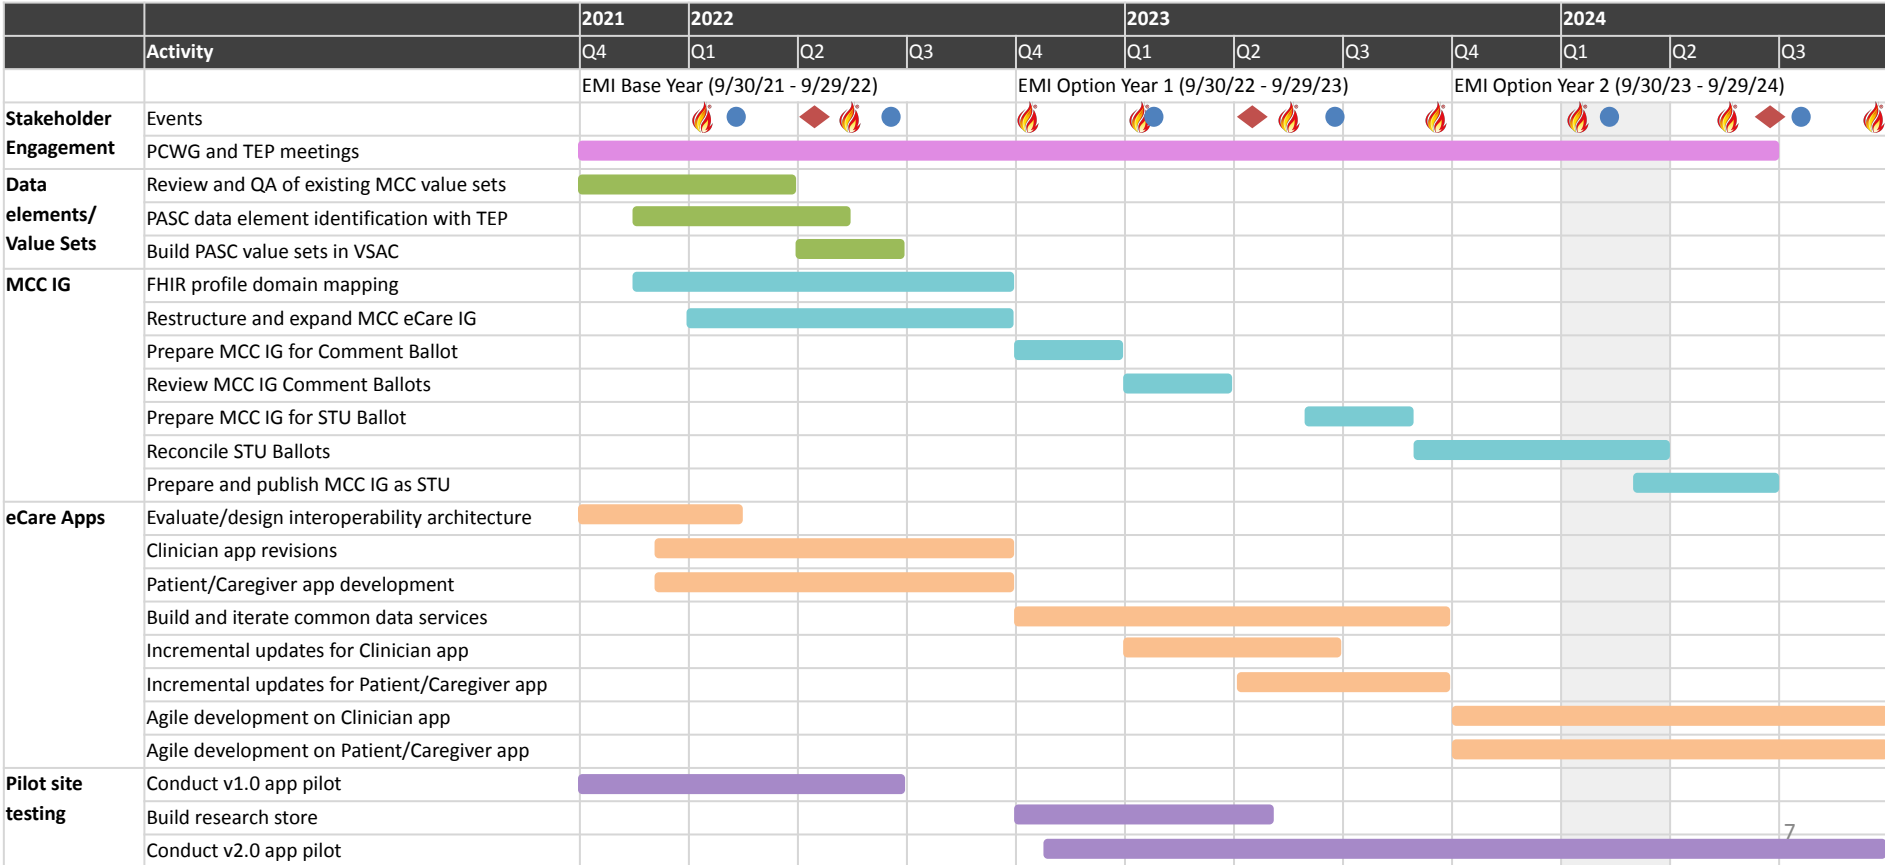 2021 2022 2023 2024
Activity Q4 Q1 Q2 Q3 Q4 Q1 Q2 Q3 Q4 Q1 Q2 Q3
EMI Base Year (9/30/21 - 9/29/22) EMI Option Year 1 (9/30/22 - 9/29/23) EMI Option Year 2 (9/30/23 - 9/29/24)
Stakeholder Events
Engagement PCWG and TEP meetings
Data Review and QA of existing MCC value sets
elements/ PASC data element identification with TEP
Value Sets Build PASC value sets in VSAC
MCC IG FHIR profile domain mapping
Restructure and expand MCC eCare IG
Prepare MCC IG for Comment Ballot
Review MCC IG Comment Ballots
Prepare MCC IG for STU Ballot
Reconcile STU Ballots
Prepare and publish MCC IG as STU
eCare Apps Evaluate/design interoperability architecture
Clinician app revisions
Patient/Caregiver app development
Build and iterate common data services
Incremental updates for Clinician app
Incremental updates for Patient/Caregiver app
Agile development on Clinician app
Agile development on Patient/Caregiver app
Pilot site Conduct v1.0 app pilot
testing Build research store
7
Conduct v2.0 app pilot